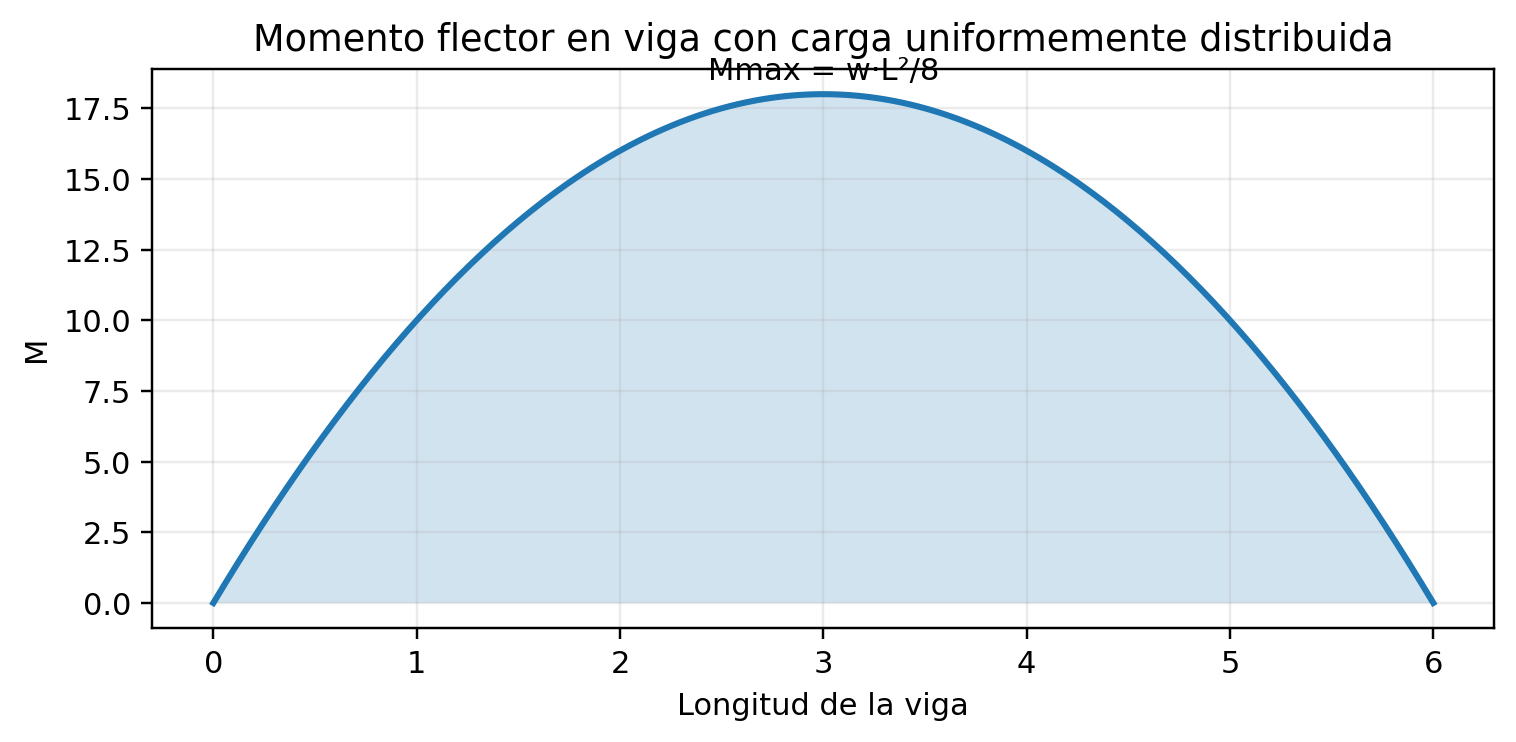 Momento flector en viga con carga uniformemente distribuida
Mmax = w·L²/8
17.5
15.0
12.5
10.0
7.5
5.0
2.5
0.0
M
0 1 2 3 4 5 6
Longitud de la viga